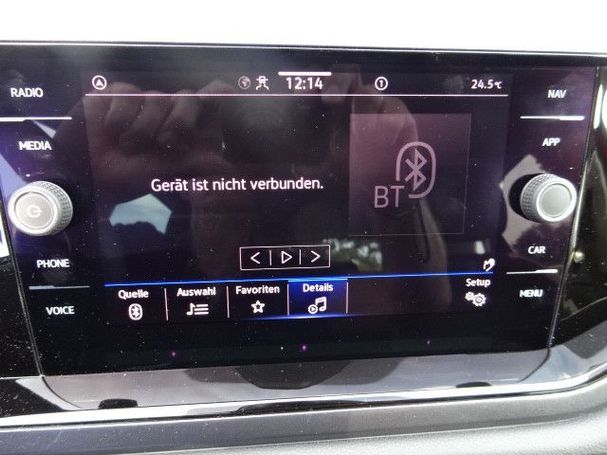 RADIO
MEDIA
PHONE
VOICE
12:14
1
24.5°C
Gerät ist nicht verbunden.
BT
Quelle
Auswahl
Favoriten
Details
Setup
NAV
APP
CAR
MENU